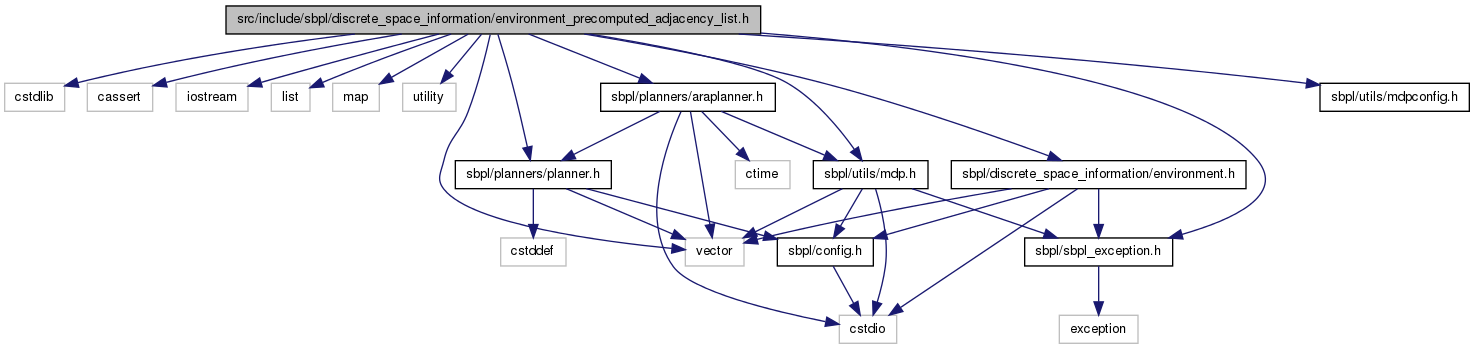 src/include/sbpl/discrete_space_information/environment_precomputed_adjacency_list.h
cstdlib
cassert
iostream
list
map
utility
sbpl/planners/araplanner.h
sbpl/utils/mdpconfig.h
sbpl/planners/planner.h
ctime
sbpl/utils/mdp.h
sbpl/discrete_space_information/environment.h
cstddef
vector
sbpl/config.h
sbpl/sbpl_exception.h
cstdio
exception